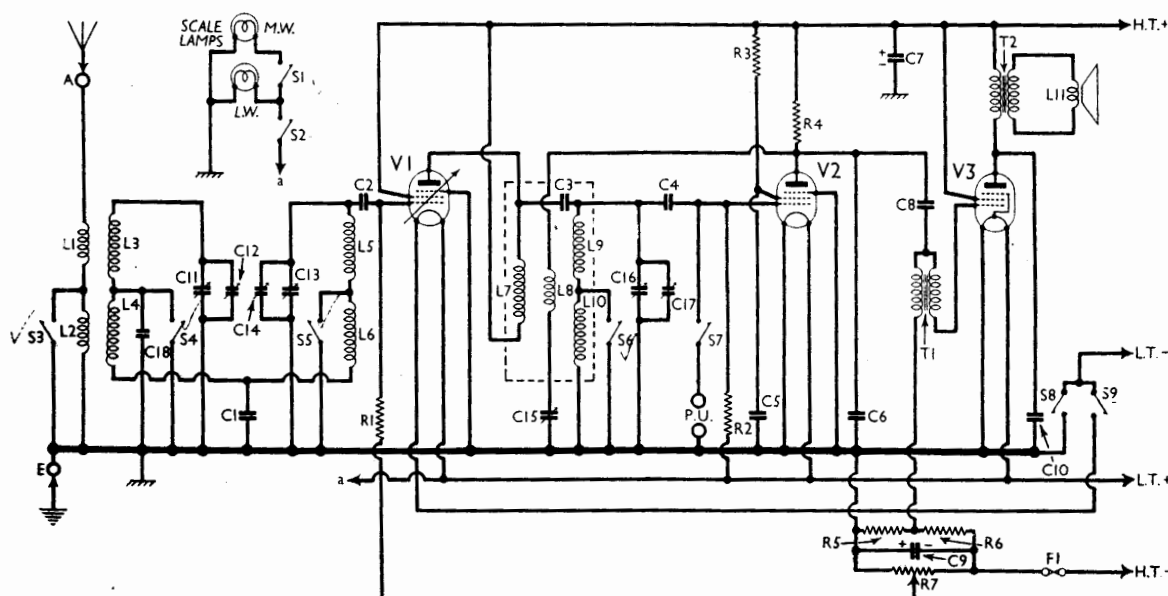 SCALE LAMPS
M.W.
L.W.
S1
S2
a
A
H.T.+
R3
R4
C7
T2
L11
V1
V2
V3
C2
C3
C4
C8
L1
L3
C12
C11
C13
C14
L5
L9
L7
L8
L10
C16
C17
S3
L2
L4
C18
S4
S5
L6
S6
S7
T1
L.T.-
S8
S9
C1
R1
C15
P.U.
R2
C5
C6
C10
E
a
L.T.+
R5
R6
C9
R7
F1
H.T.-